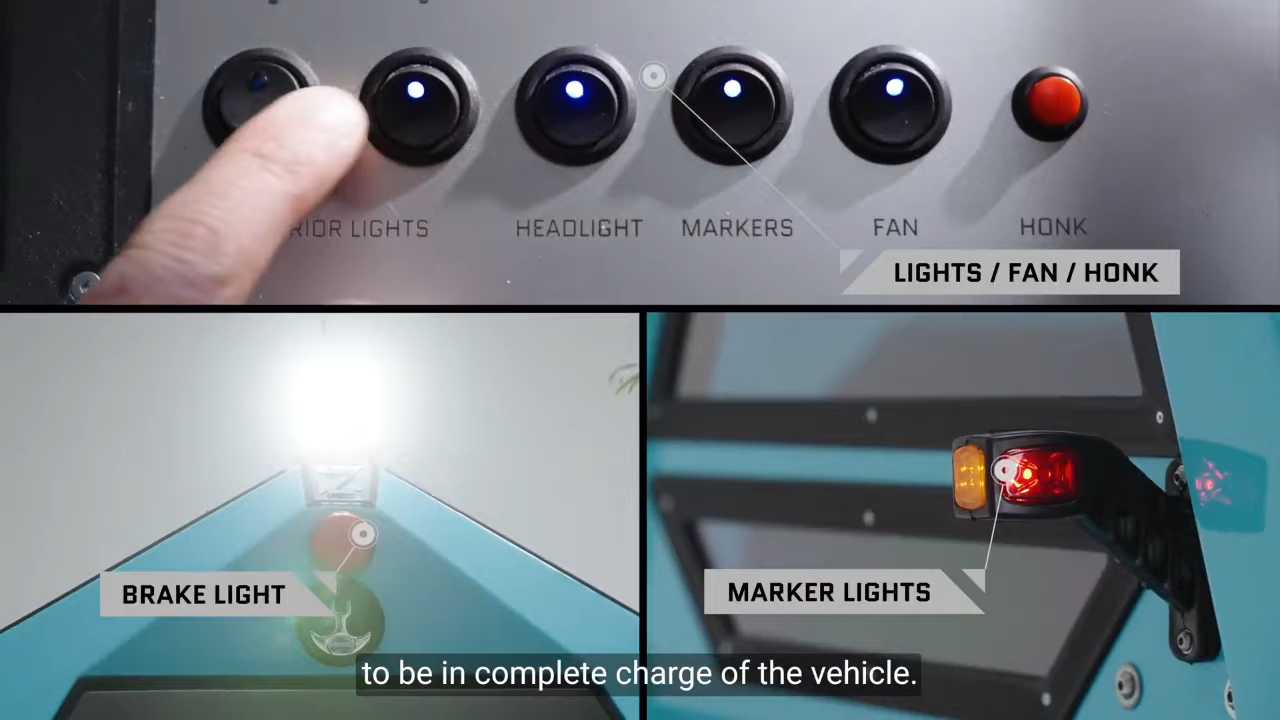 RIOR LIGHTS HEADLIGHT MARKERS FAN HONK
LIGHTS / FAN / HONK
BRAKE LIGHT
MARKER LIGHTS
to be in complete charge of the vehicle.